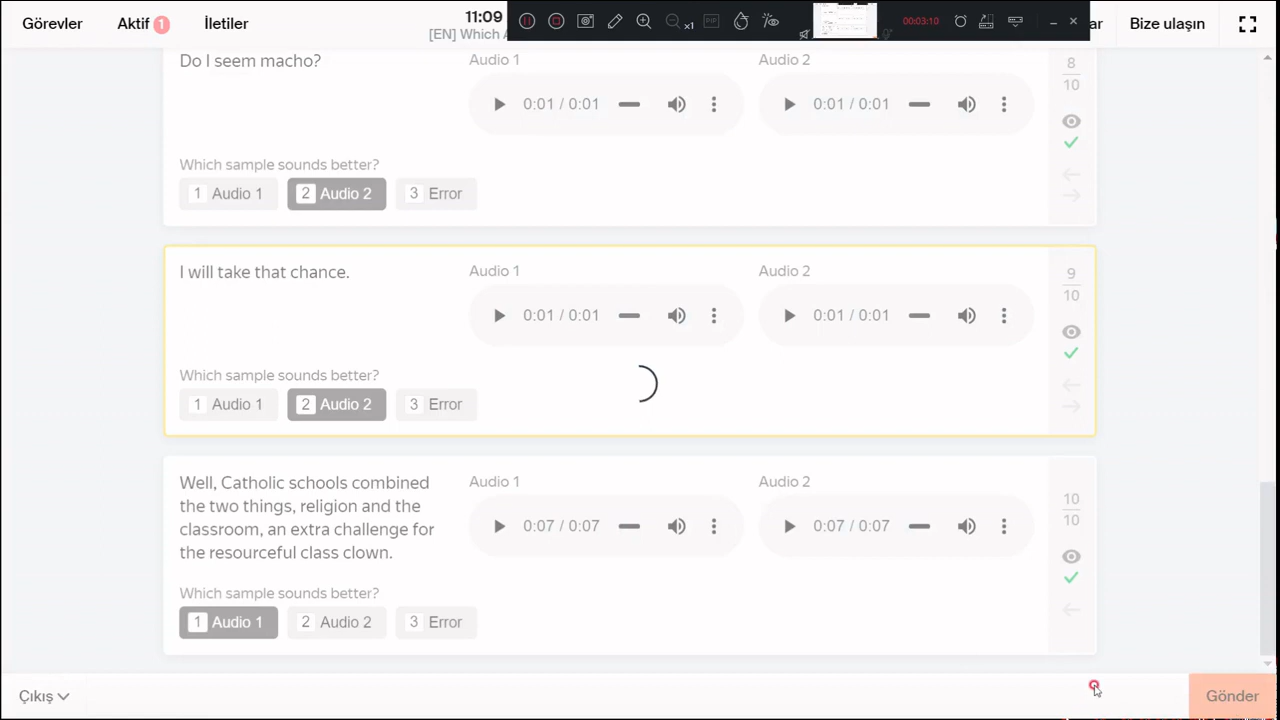 Görevler Aktif 1 İletiler 11:09 x1 PIP 00:03:10 ar Bize ulaşın
[EN] Which A
Do I seem macho? Audio 1 Audio 2 8
0:01 / 0:01 0:01 / 0:01 10
Which sample sounds better?
1 Audio 1 2 Audio 2 3 Error
I will take that chance. Audio 1 Audio 2 9
0:01 / 0:01 0:01 / 0:01 10
Which sample sounds better?
1 Audio 1 2 Audio 2 3 Error
Well, Catholic schools combined Audio 1 Audio 2 10
the two things, religion and the
classroom, an extra challenge for 0:07 / 0:07 0:07 / 0:07 10
the resourceful class clown.
Which sample sounds better?
1 Audio 1 2 Audio 2 3 Error
Çıkış Gönder